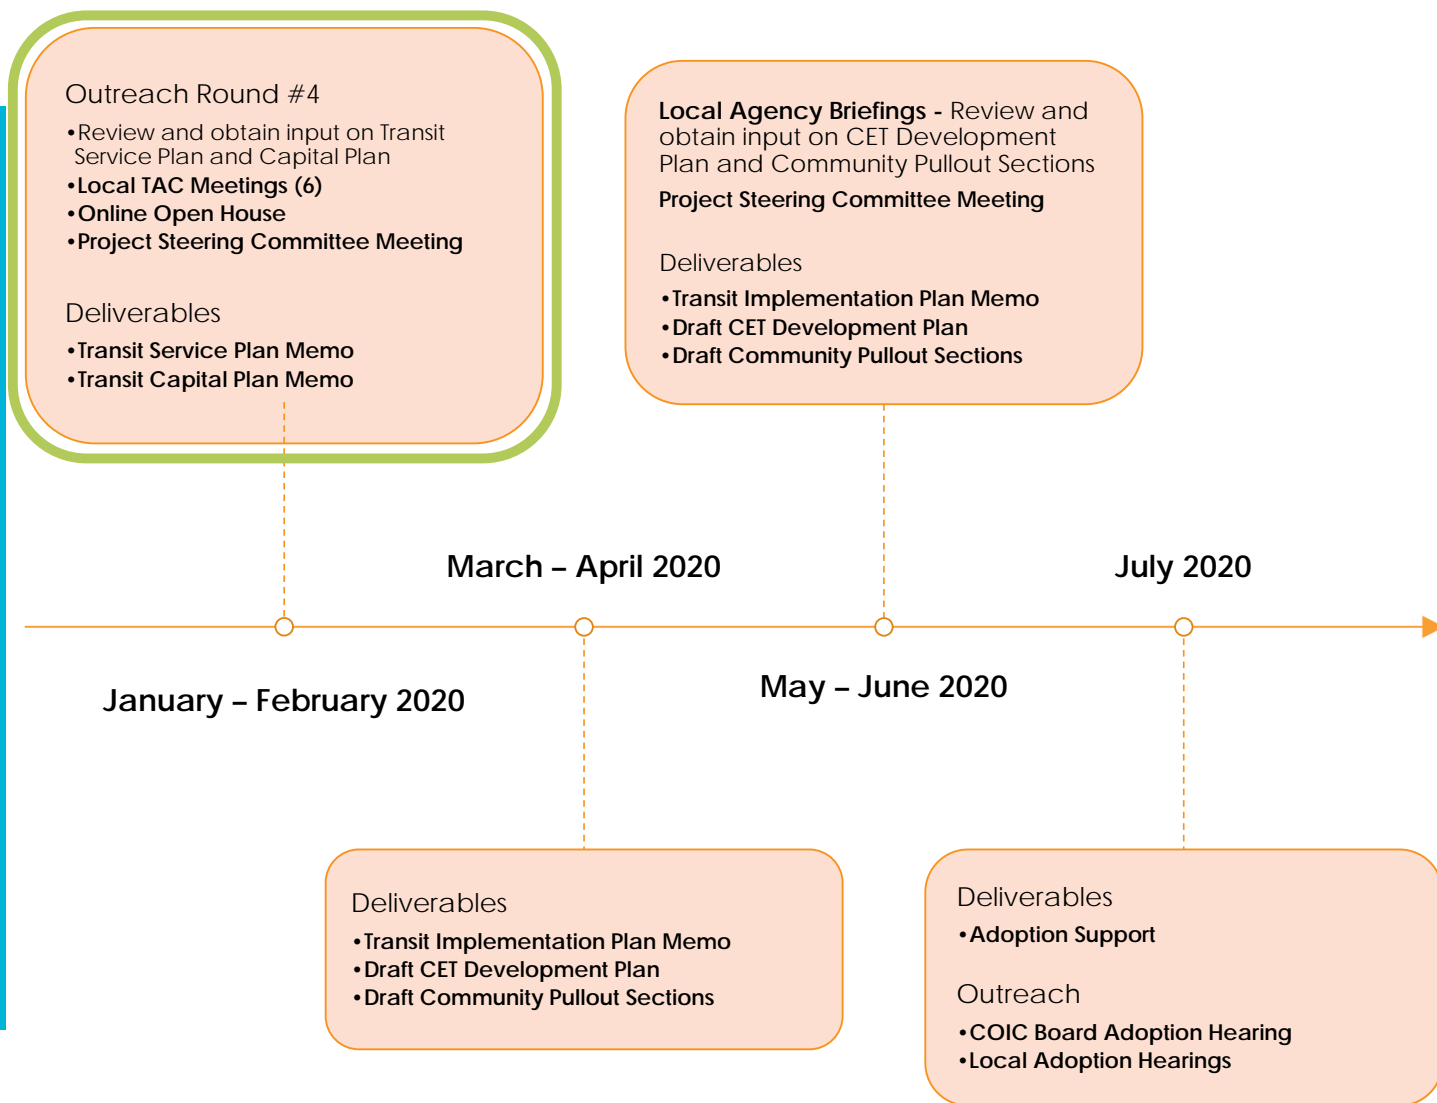 Outreach Round #4
•Review and obtain input on Transit
Service Plan and Capital Plan
•Local TAC Meetings (6)
•Online Open House
•Project Steering Committee Meeting
Deliverables
•Transit Service Plan Memo
•Transit Capital Plan Memo
Local Agency Briefings - Review and
obtain input on CET Development
Plan and Community Pullout Sections
Project Steering Committee Meeting
Deliverables
•Transit Implementation Plan Memo
•Draft CET Development Plan
•Draft Community Pullout Sections
March – April 2020
July 2020
January – February 2020
May – June 2020
Deliverables
•Transit Implementation Plan Memo
•Draft CET Development Plan
•Draft Community Pullout Sections
Deliverables
•Adoption Support
Outreach
•COIC Board Adoption Hearing
•Local Adoption Hearings